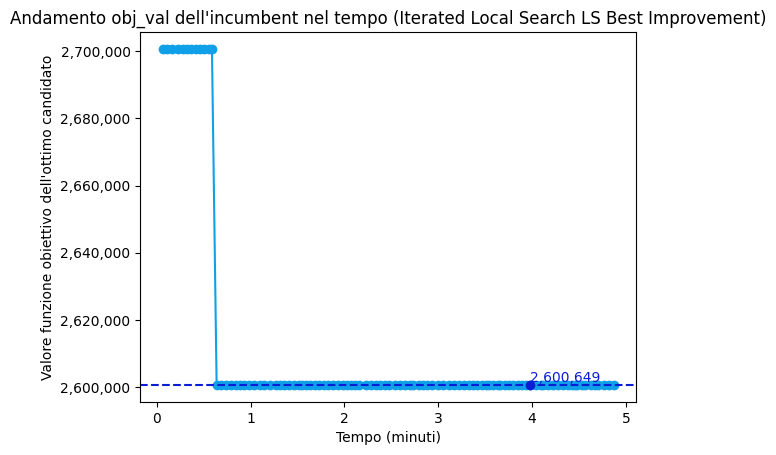 Andamento obj_val dell'incumbent nel tempo (Iterated Local Search LS Best Improvement)
Valore funzione obiettivo dell'ottimo candidato
2,700,000
2,680,000
2,660,000
2,640,000
2,620,000
2,600,000
2,600,649
0 1 2 3 4 5
Tempo (minuti)